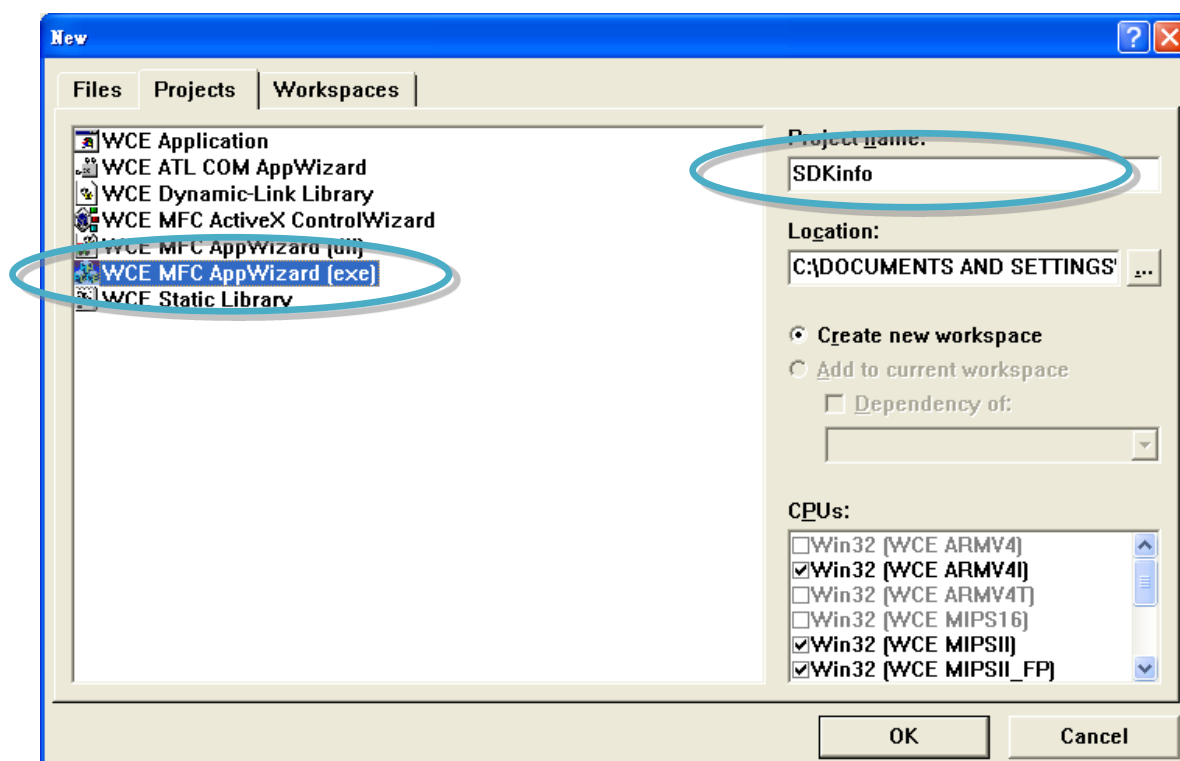 New
Files Projects Workspaces
WCE Application
WCE ATL COM AppWizard
WCE Dynamic-Link Library
WCE MFC ActiveX ControlWizard
WCE MFC AppWizard (dll)
WCE MFC AppWizard (exe)
WCE Static Library
Project name:
SDKinfo
Location:
C:\DOCUMENTS AND SETTINGS'
...
Create new workspace
Add to current workspace
Dependency of:
CPUs:
Win32 (WCE ARMV4)
Win32 (WCE ARMV4I)
Win32 (WCE ARMV4T)
Win32 (WCE MIPS16)
Win32 (WCE MIPSII)
Win32 (WCE MIPSII_FP)
OK Cancel